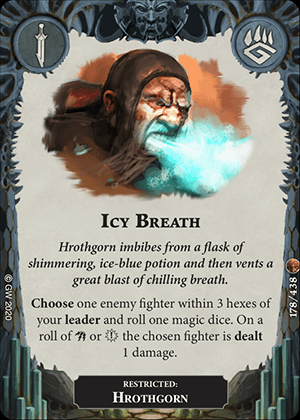 ICY BREATH
Hrothgorn imbibes from a flask of
shimmering, ice-blue potion and then vents a
great blast of chilling breath.
Choose one enemy fighter within 3 hexes of
your leader and roll one magic dice. On a
roll of or the chosen fighter is dealt
1 damage.
RESTRICTED:
HROTHGORN
© GW 2020
178/438